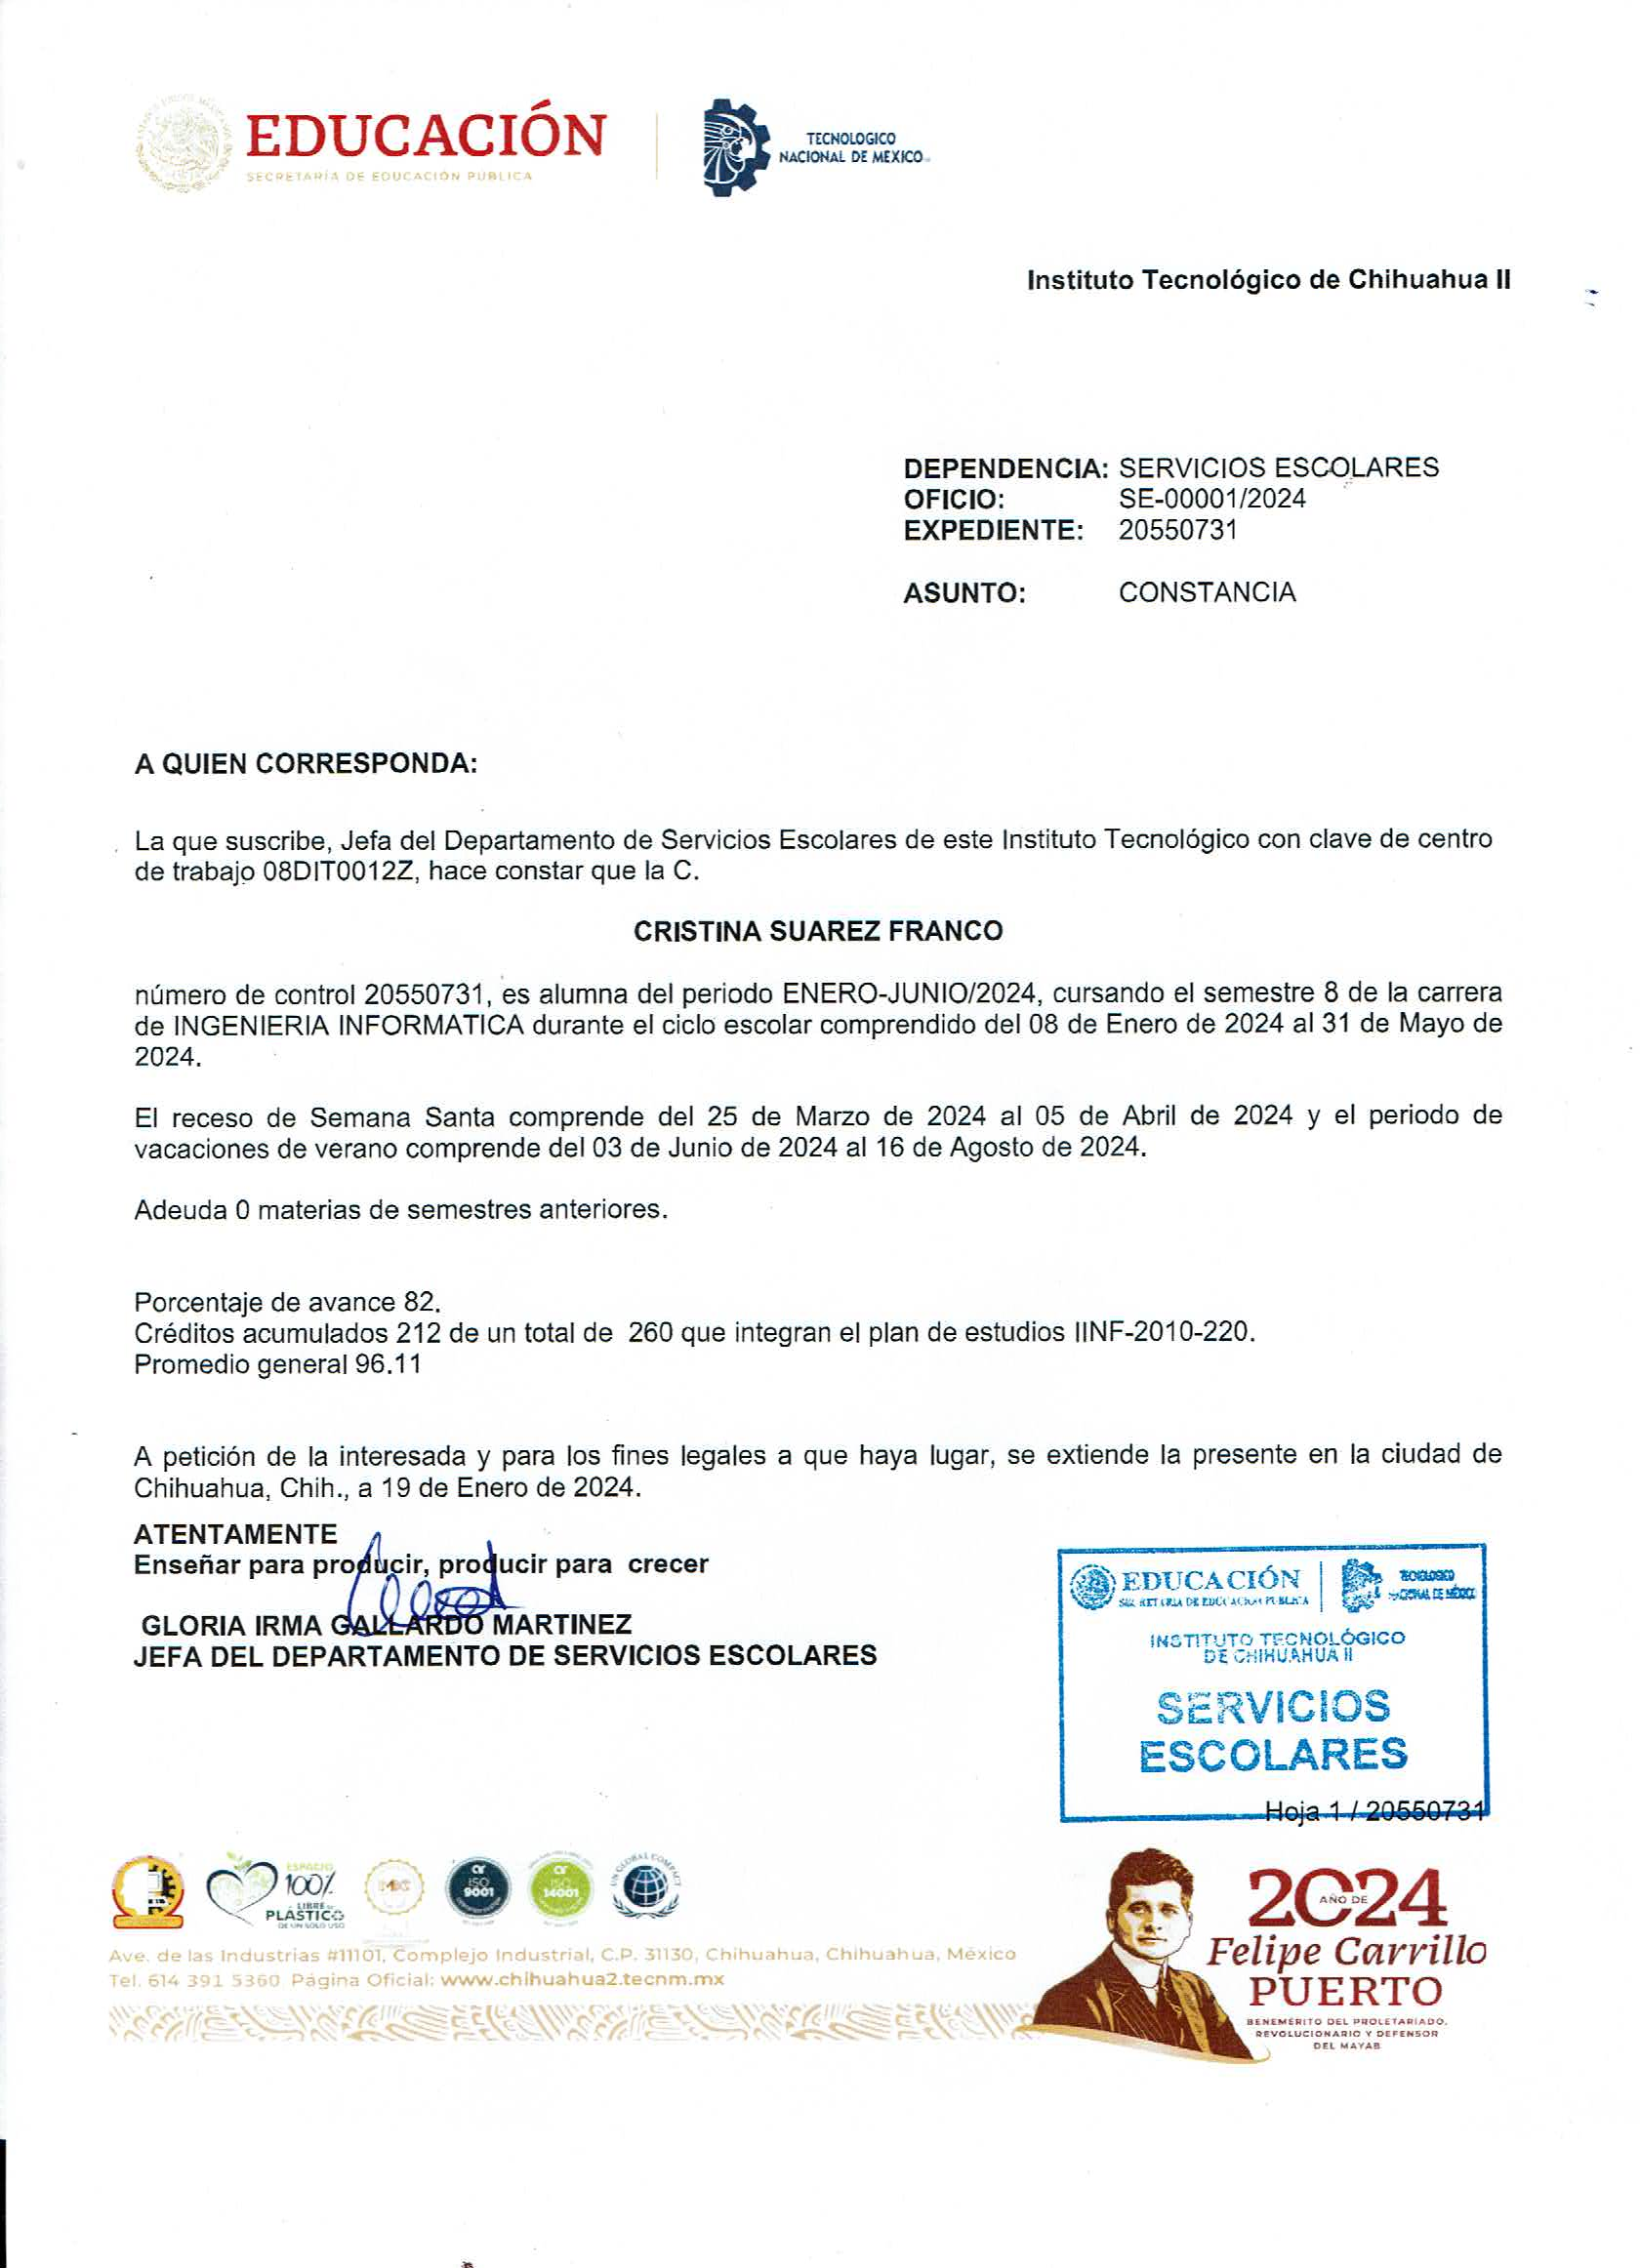 EDUCACIÓN
SECRETARÍA DE EDUCACIÓN PÚBLICA
TECNOLOGICO
NACIONAL DE MEXICO
Instituto Tecnológico de Chihuahua II
DEPENDENCIA: SERVICIOS ESCOLARES
OFICIO: SE-00001/2024
EXPEDIENTE: 20550731
ASUNTO: CONSTANCIA
A QUIEN CORRESPONDA:
La que suscribe, Jefa del Departamento de Servicios Escolares de este Instituto Tecnológico con clave de centro
de trabajo 08DIT0012Z, hace constar que la C.
CRISTINA SUAREZ FRANCO
número de control 20550731, es alumna del periodo ENERO-JUNIO/2024, cursando el semestre 8 de la carrera
de INGENIERIA INFORMATICA durante el ciclo escolar comprendido del 08 de Enero de 2024 al 31 de Mayo de
2024.
El receso de Semana Santa comprende del 25 de Marzo de 2024 al 05 de Abril de 2024 y el periodo de
vacaciones de verano comprende del 03 de Junio de 2024 al 16 de Agosto de 2024.
Adeuda 0 materias de semestres anteriores.
Porcentaje de avance 82.
Créditos acumulados 212 de un total de 260 que integran el plan de estudios IINF-2010-220.
Promedio general 96.11
A petición de la interesada y para los fines legales a que haya lugar, se extiende la presente en la ciudad de
Chihuahua, Chih., a 19 de Enero de 2024.
ATENTAMENTE
Enseñar para producir, producir para crecer
GLORIA IRMA GALLARDO MARTINEZ
JEFA DEL DEPARTAMENTO DE SERVICIOS ESCOLARES
EDUCACIÓN
SECRETARIA DE EDUCACIÓN PUBLICA
TECNOLOGICO
NACIONAL DE MÉXICO
INSTITUTO TECNOLÓGICO
DE CHIHUAHUA II
SERVICIOS
ESCOLARES
Hoja 1 / 20550731
ESPACIO
100%
LIBRE DE
PLÁSTICO
DE UN SOLO USO
ISO
9001
ISO
14001
Ave. de las Industrias #11101, Complejo Industrial, C.P. 31130, Chihuahua, Chihuahua, México
Tel. 614 391 5360 Página Oficial: www.chihuahua2.tecnm.mx
2024
AÑO DE
Felipe Carrillo
PUERTO
BENEMÉRITO DEL PROLETARIADO,
REVOLUCIONARIO Y DEFENSOR
DEL MAYAB